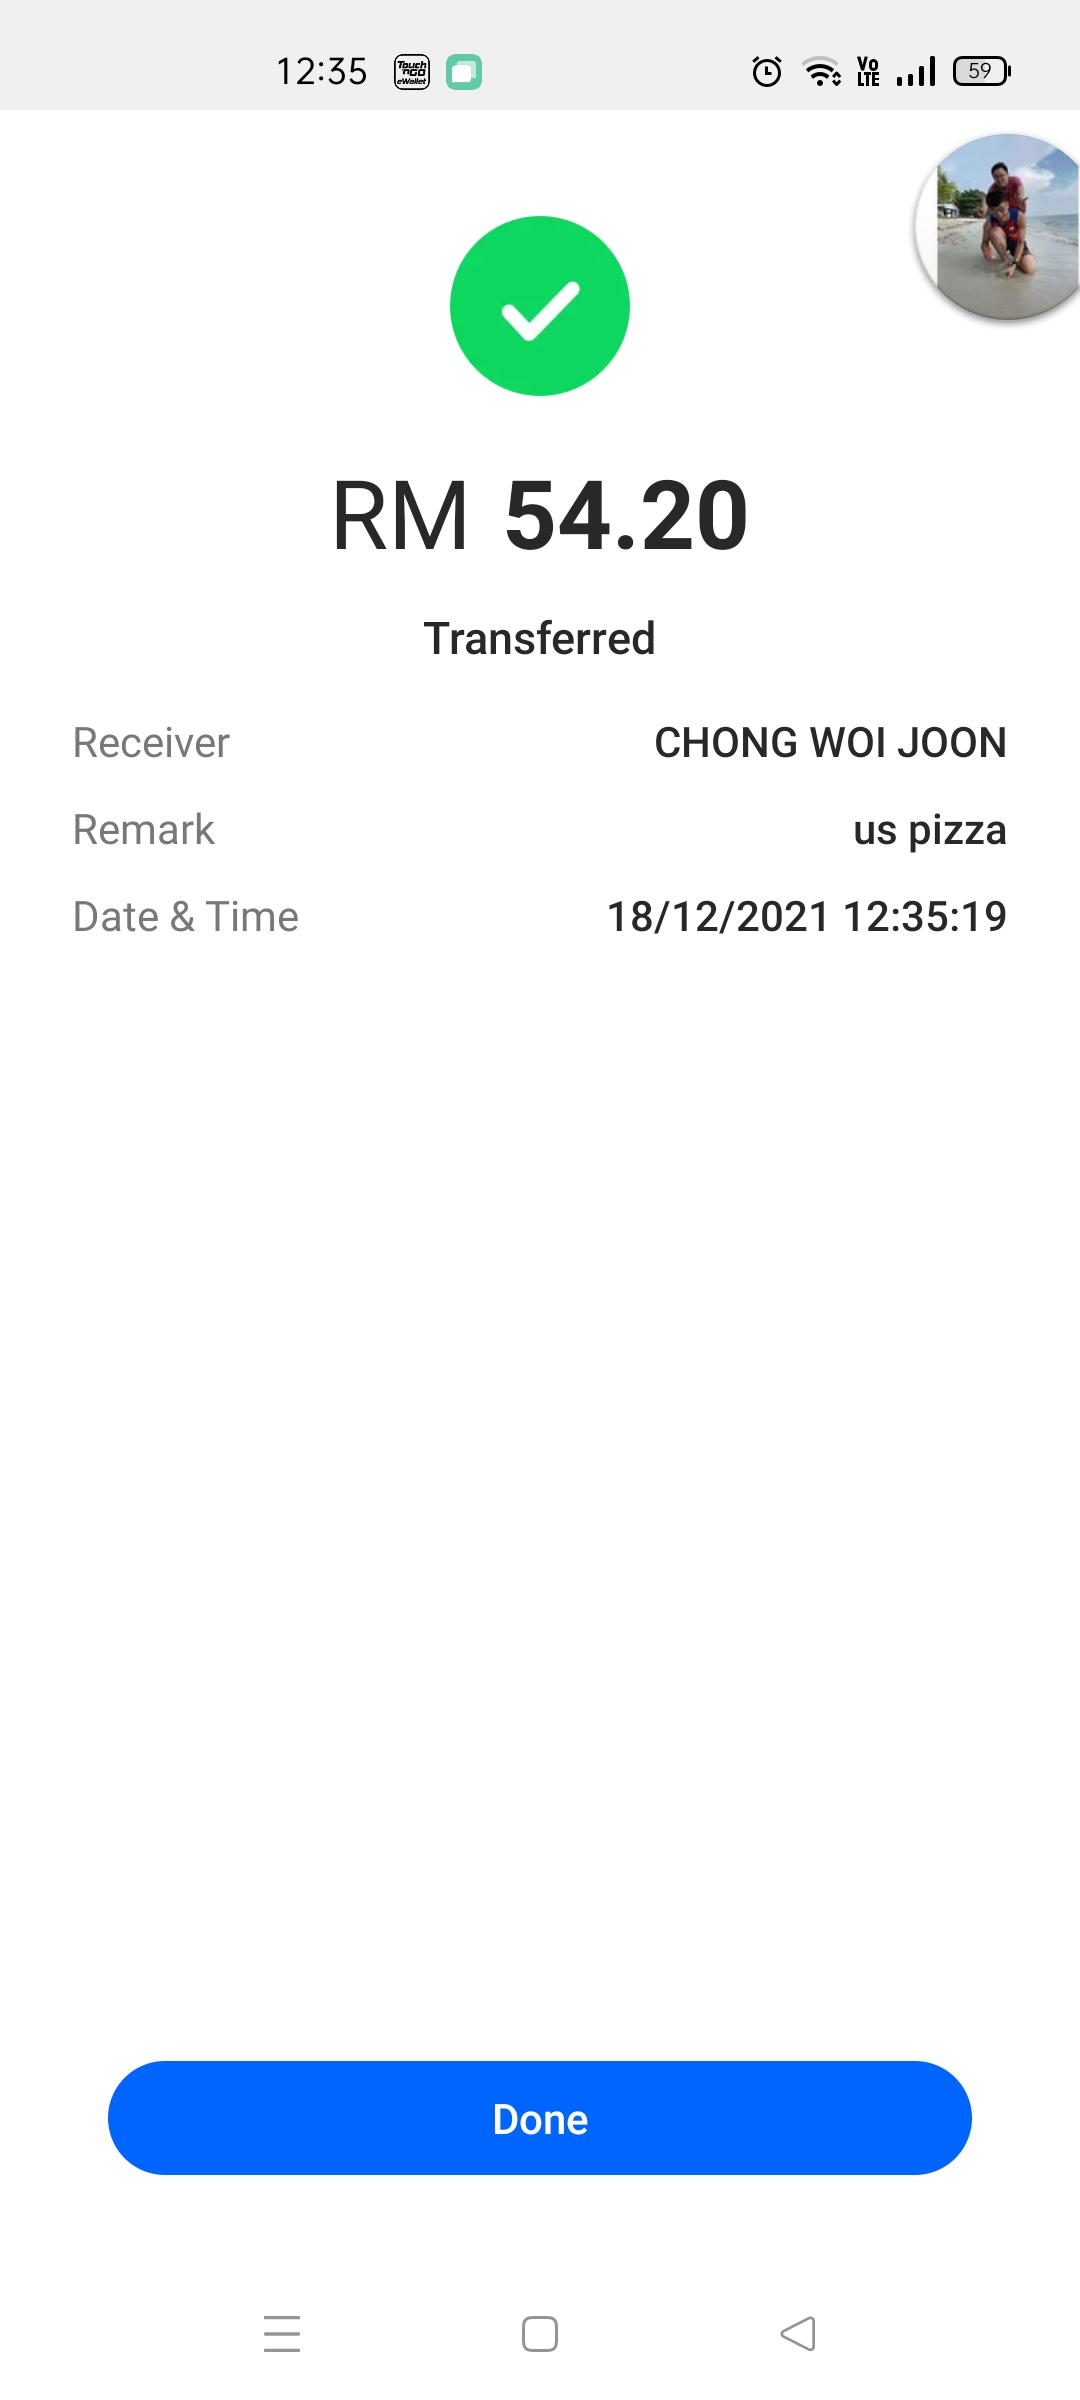 12:35
Touch
'nGO
eWallet
Vo
LTE
59
RM 54.20
Transferred
Receiver
CHONG WOI JOON
Remark
us pizza
Date & Time
18/12/2021 12:35:19
Done